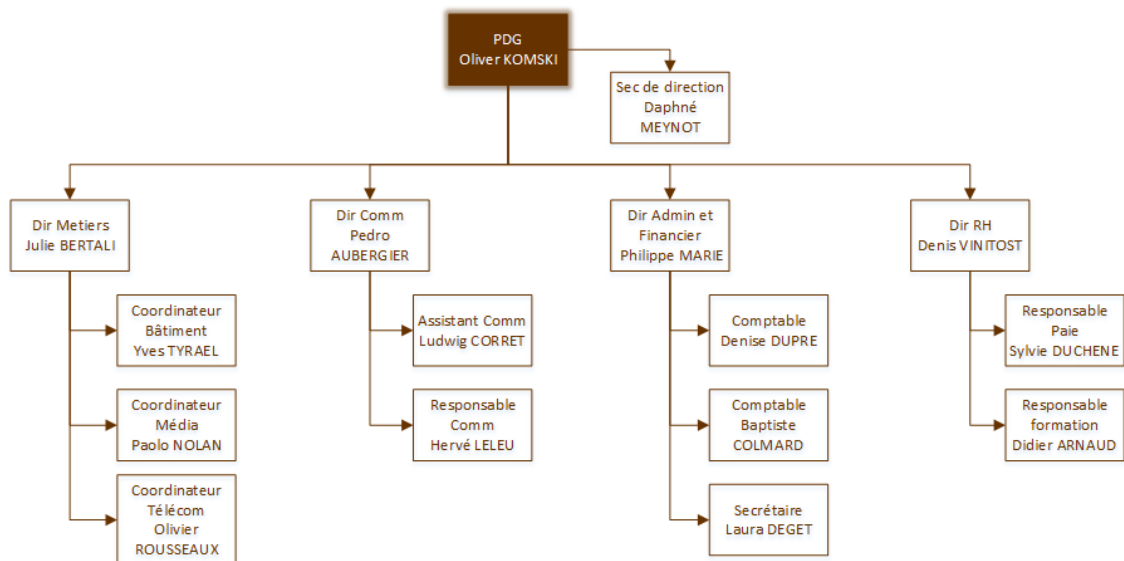 PDG
Oliver KOMSKI
Sec de direction
Daphné
MEYNOT
Dir Metiers
Julie BERTALI
Dir Comm
Pedro
AUBERGIER
Dir Admin et
Financier
Philippe MARIE
Dir RH
Denis VINITOST
Coordinateur
Bâtiment
Yves TYRAEL
Assistant Comm
Ludwig CORRET
Comptable
Denise DUPRE
Responsable
Paie
Sylvie DUCHENE
Coordinateur
Média
Paolo NOLAN
Responsable
Comm
Hervé LELEU
Comptable
Baptiste
COLMARD
Responsable
formation
Didier ARNAUD
Coordinateur
Télécom
Olivier
ROUSSEAUX
Secrétaire
Laura DEGET